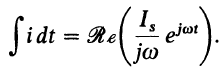 ∫ i dt = ℛℯ( I_s / jω e^{jωt} ).